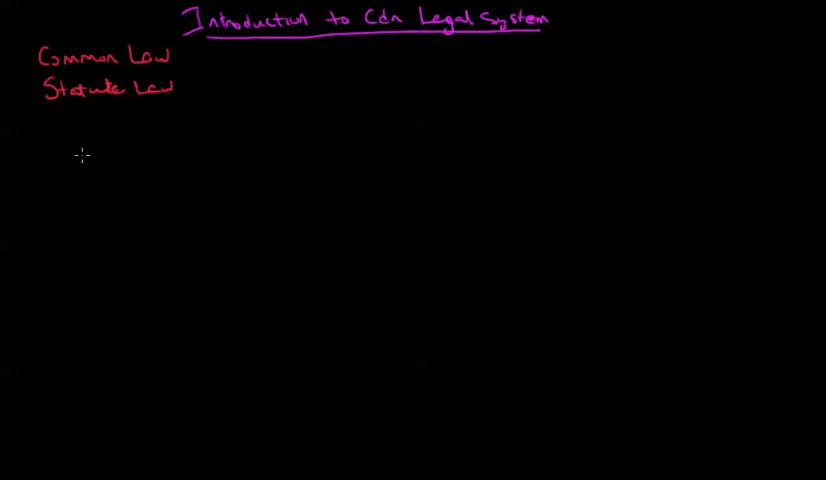 Introduction to Cdn Legal System
Common Law
Statute Law